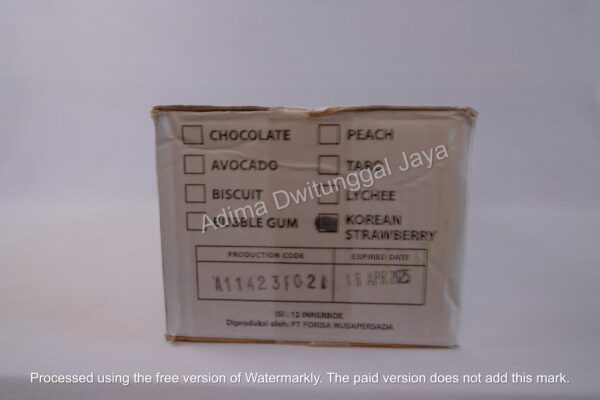 CHOCOLATE
PEACH
AVOCADO
TARO
BISCUIT
LYCHEE
BUBBLE GUM
KOREAN
STRAWBERRY
Adima Dwitunggal Jaya
PRODUCTION CODE
EXPIRED DATE
16 APR 2025
ISI : 12 INNERBOX
Diproduksi oleh: PT FORISA NUSAPERSADA
Processed using the free version of Watermarkly. The paid version does not add this mark.